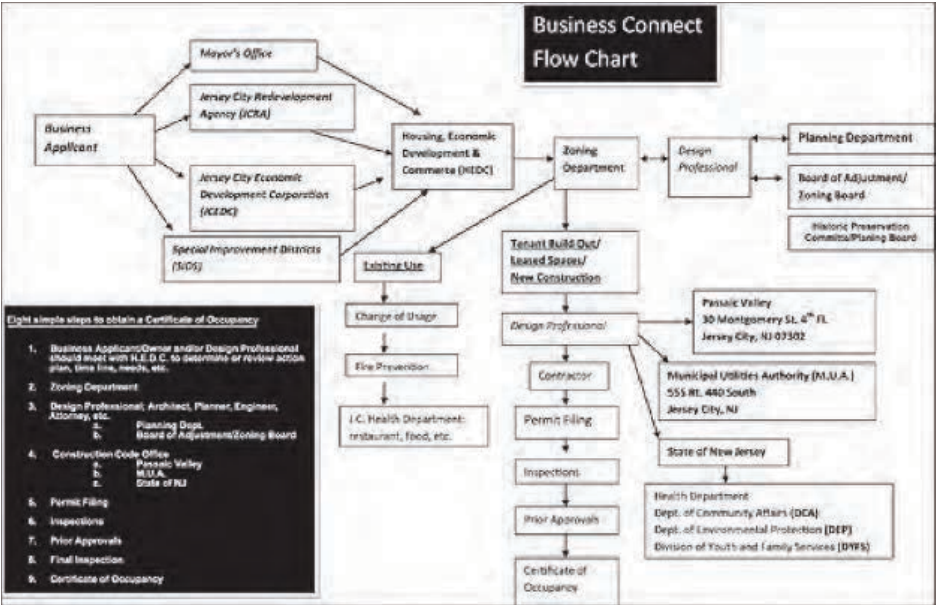 Business Connect
Flow Chart
Mayor's Office
Jersey City Redevelopment
Agency (JCRA)
Business
Applicant
Jersey City Economic
Development Corporation
(JCEDC)
Special Improvement Districts
(SIDS)
Housing, Economic
Development &
Commerce (HEDC)
Zoning
Department
Design
Professional
Planning Department
Board of Adjustment/
Zoning Board
Historic Preservation
Committe/Planing Board
Existing Use
Change of Usage
Fire Prevention
J.C. Health Department:
restaurant, food, etc.
Tenant Build Out/
Leased Spaces/
New Construction
Design Professional
Contractor
Permit Filing
Inspections
Prior Approvals
Certificate of
Occupancy
Passaic Valley
30 Montgomery St. 4th FL
Jersey City, NJ 07302
Municipal Utilities Authority (M.U.A.)
555 Rt. 440 South
Jersey City, NJ
State of New Jersey
Health Department
Dept. of Community Affairs (DCA)
Dept. of Environmental Protection (DEP)
Division of Youth and Family Services (DYFS)
Eight simple steps to obtain a Certificate of Occupancy
1. Business Applicant/Owner and/or Design Professional
should meet with H.E.D.C. to determine or review action
plan, time line, needs, etc.
2. Zoning Department
3. Design Professional; Architect, Planner, Engineer,
Attorney, etc.
a. Planning Dept.
b. Board of Adjustment/Zoning Board
4. Construction Code Office
a. Passaic Valley
b. M.U.A.
c. State of NJ
5. Permit Filing
6. Inspections
7. Prior Approvals
8. Final Inspection
9. Certificate of Occupancy